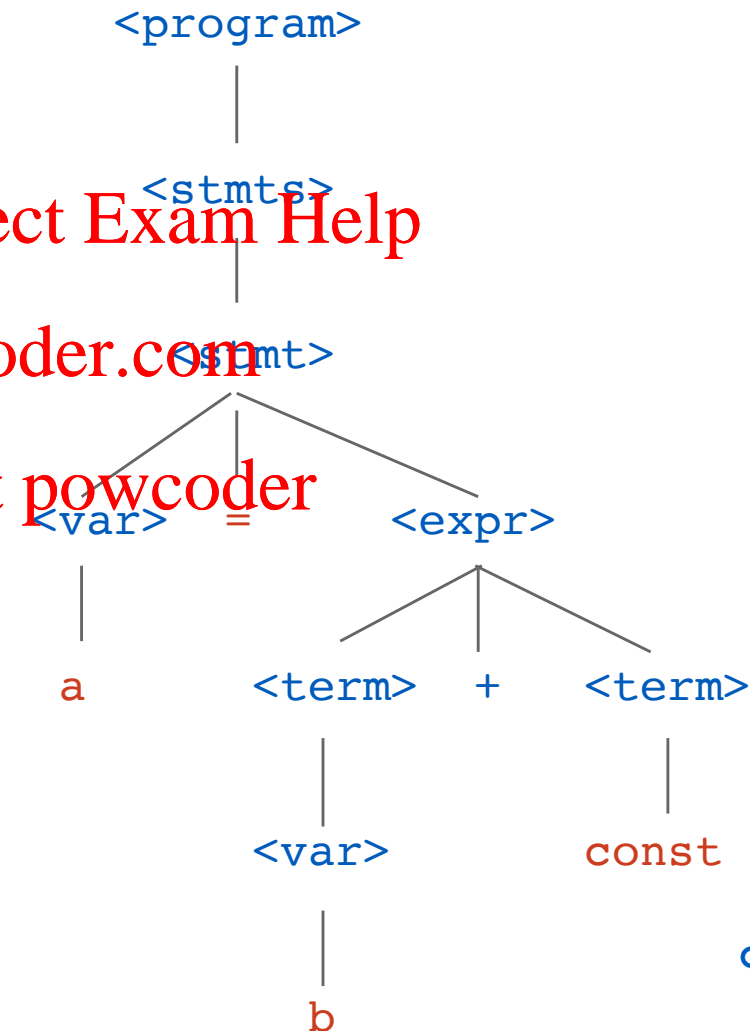 <program>
<stmts>
ect Exam Help
oder.com
<stmt>
t powcoder
<var> = <expr>
a <term> + <term>
<var> const
b